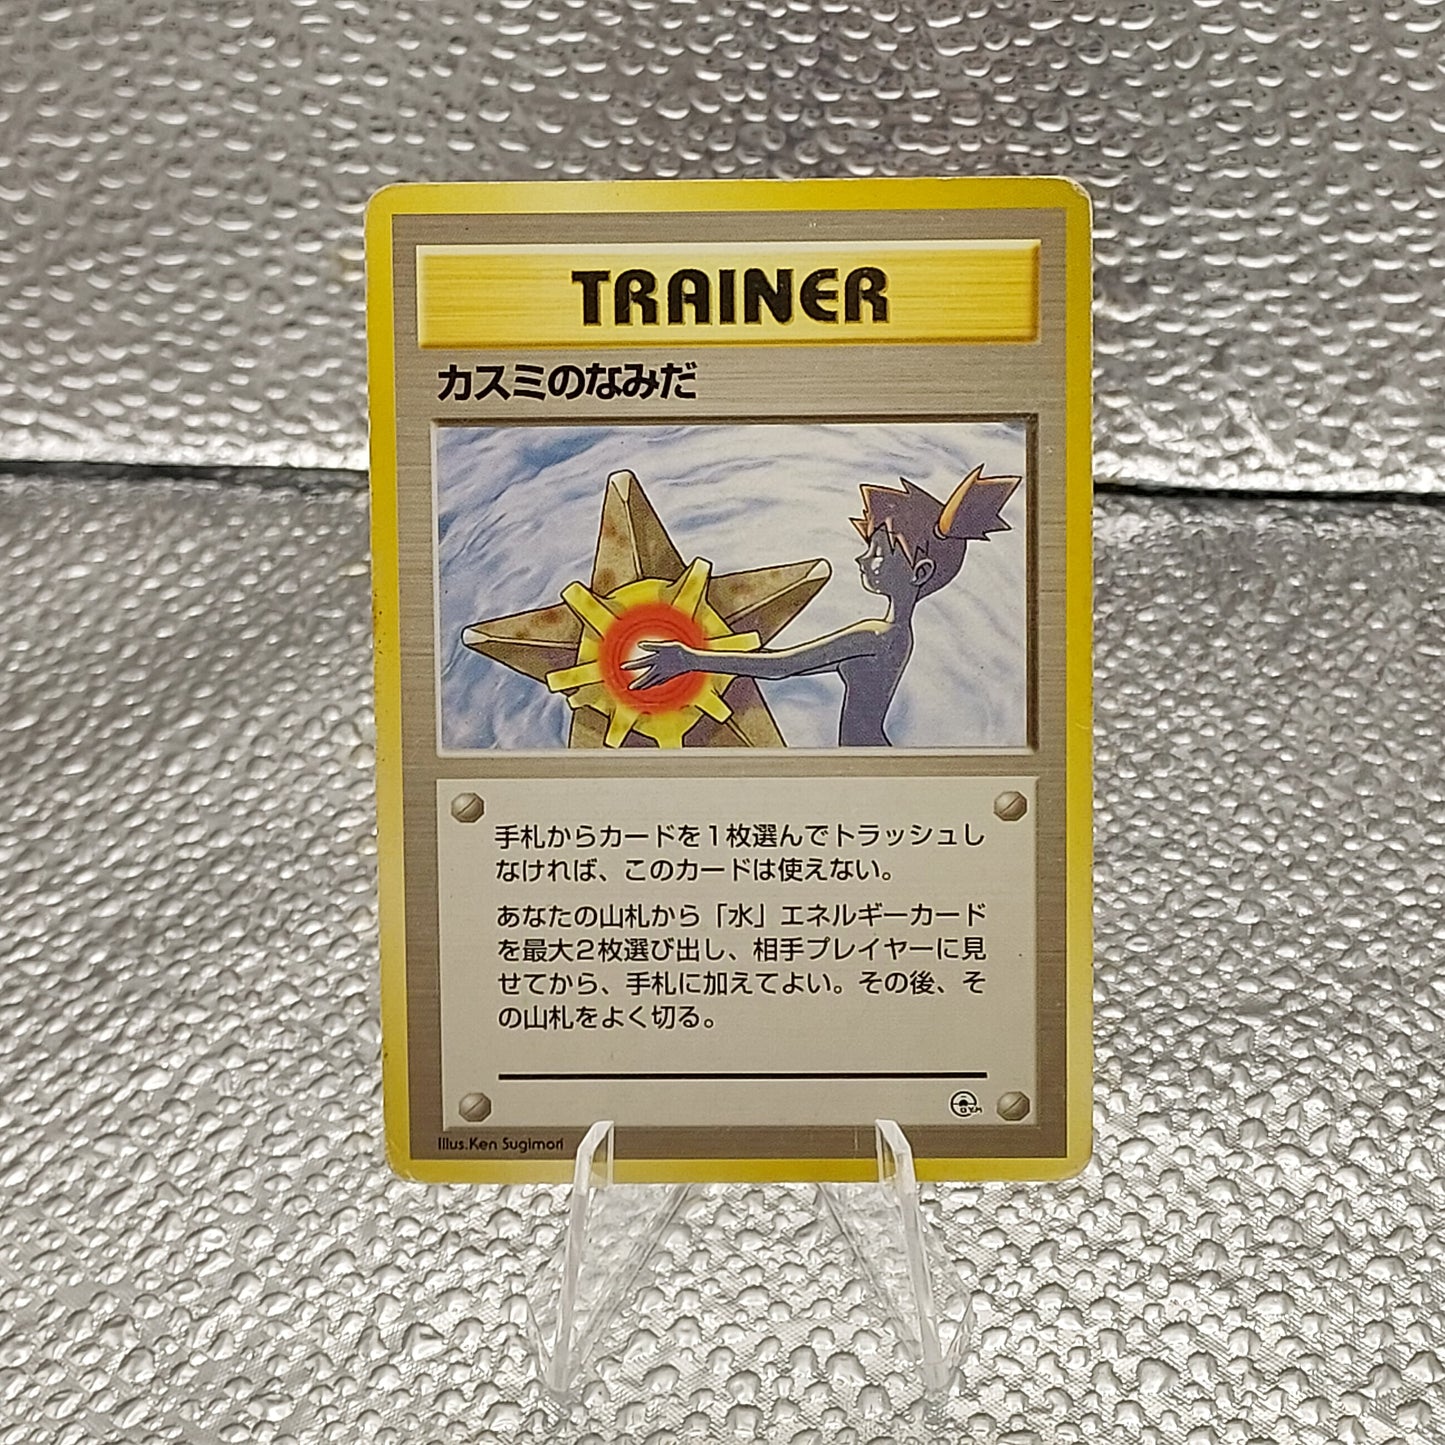 TRAINER
カスミのなみだ
手札からカードを１枚選んでトラッシュし
なければ、このカードは使えない。
あなたの山札から「水」エネルギーカード
を最大２枚選び出し、相手プレイヤーに見
せてから、手札に加えてよい。その後、そ
の山札をよく切る。
GYM
Illus.Ken Sugimori